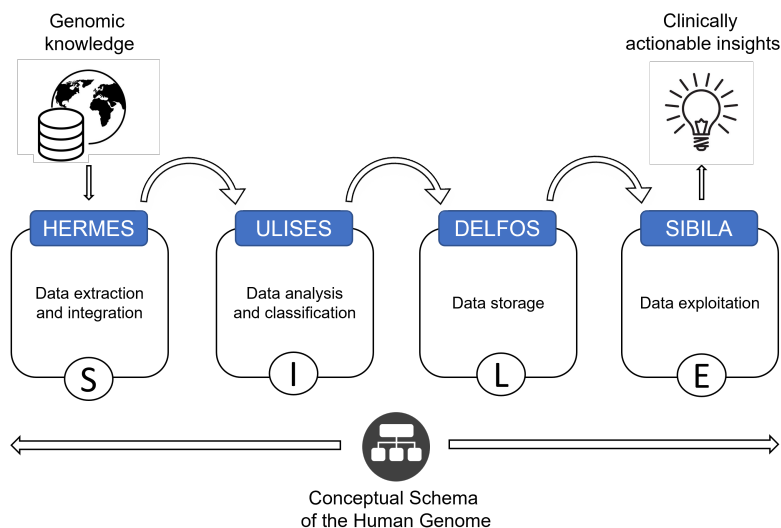 Genomic
knowledge
Clinically
actionable insights
HERMES
ULISES
DELFOS
SIBILA
Data extraction
and integration
Data analysis
and classification
Data storage
Data exploitation
S
I
L
E
Conceptual Schema
of the Human Genome